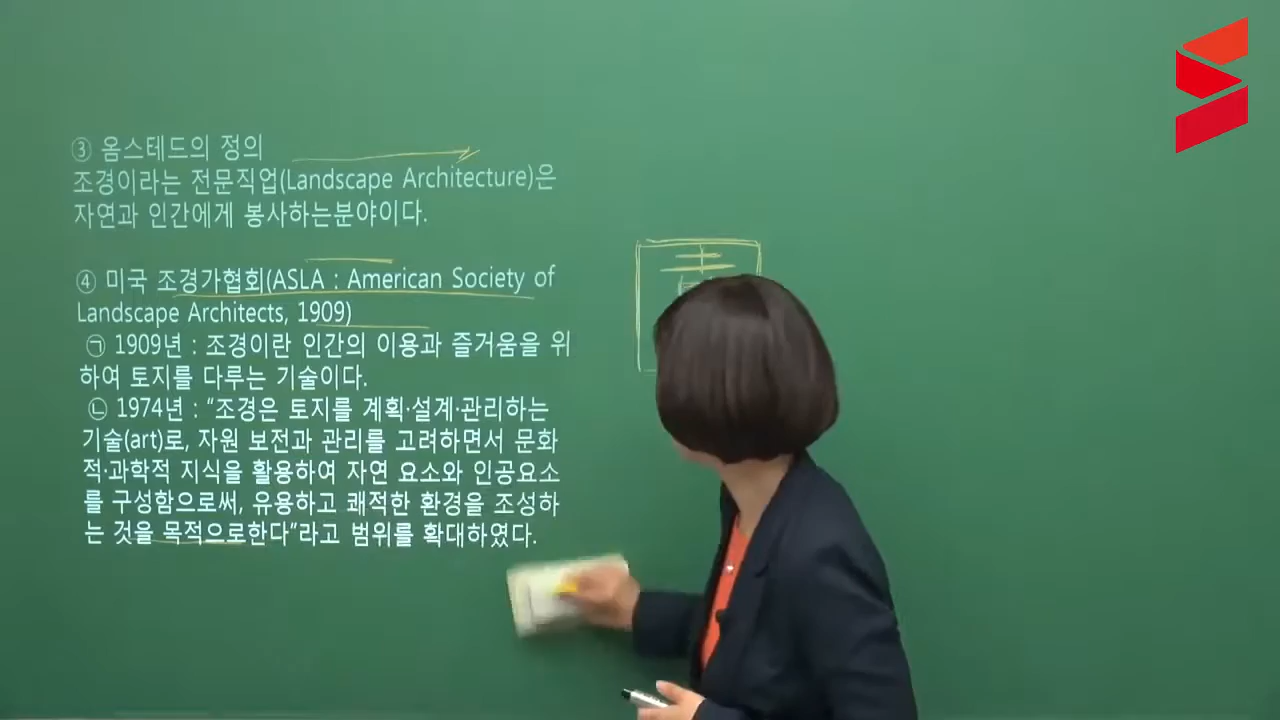 ③ 옴스테드의 정의
조경이라는 전문직업(Landscape Architecture)은
자연과 인간에게 봉사하는분야이다.
④ 미국 조경가협회(ASLA : American Society of
Landscape Architects, 1909)
㉠ 1909년 : 조경이란 인간의 이용과 즐거움을 위
하여 토지를 다루는 기술이다.
㉡ 1974년 : “조경은 토지를 계획·설계·관리하는
기술(art)로, 자원 보전과 관리를 고려하면서 문화
적·과학적 지식을 활용하여 자연 요소와 인공요소
를 구성함으로써, 유용하고 쾌적한 환경을 조성하
는 것을 목적으로한다”라고 범위를 확대하였다.